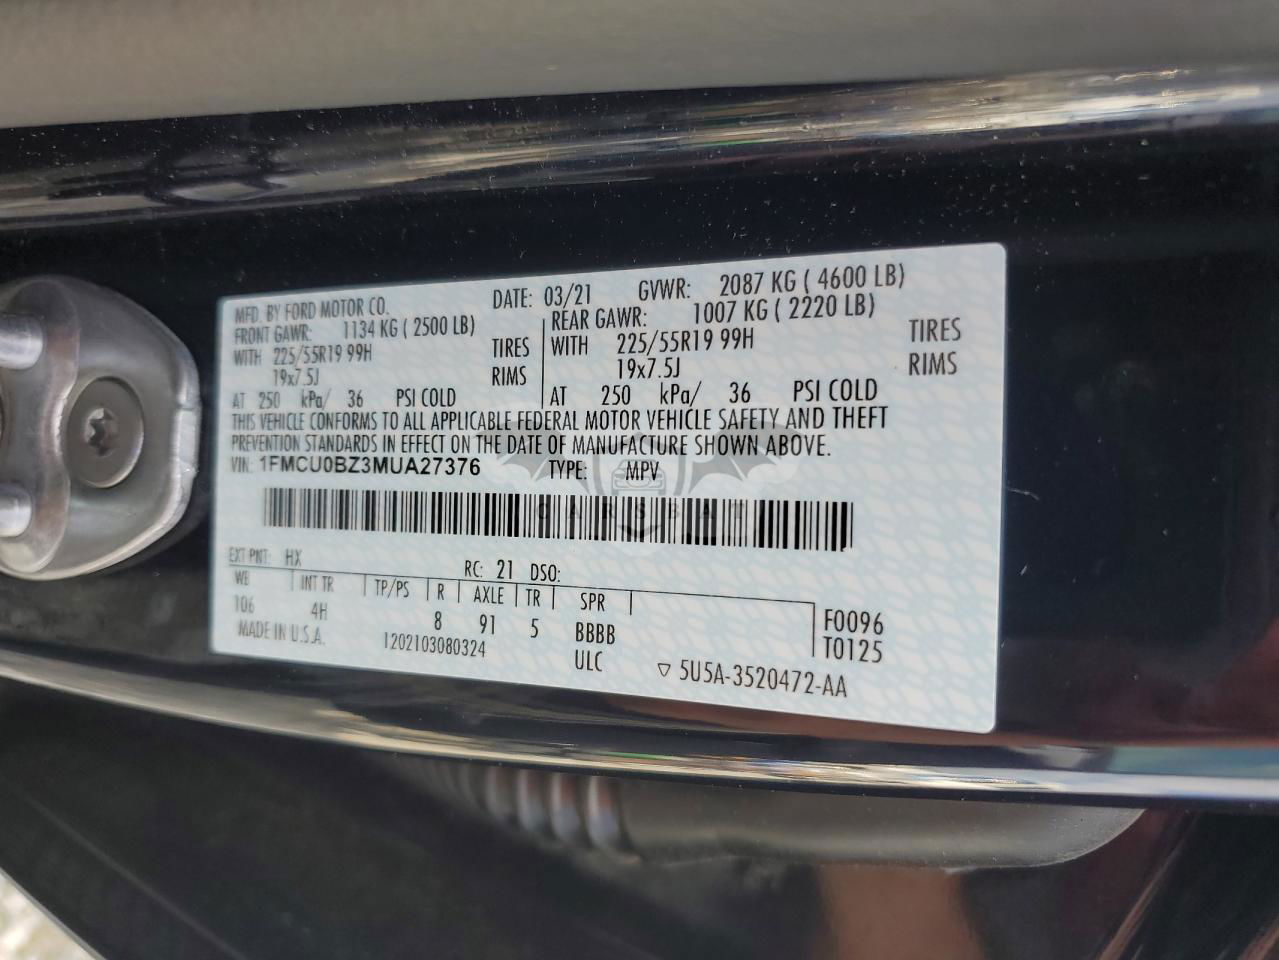 MFD. BY FORD MOTOR CO. DATE: 03/21 GVWR: 2087 KG ( 4600 LB)
FRONT GAWR: 1134 KG ( 2500 LB) REAR GAWR: 1007 KG ( 2220 LB)
WITH 225/55R19 99H TIRES WITH 225/55R19 99H TIRES
19x7.5J RIMS 19x7.5J RIMS
AT 250 kPa/ 36 PSI COLD AT 250 kPa/ 36 PSI COLD
THIS VEHICLE CONFORMS TO ALL APPLICABLE FEDERAL MOTOR VEHICLE SAFETY AND THEFT
PREVENTION STANDARDS IN EFFECT ON THE DATE OF MANUFACTURE SHOWN ABOVE.
VIN: 1FMCU0BZ3MUA27376 TYPE: MPV
CARSBAT
EXT PNT: HX RC: 21 DSO:
WB INT TR TP/PS R AXLE TR SPR
106 4H 8 91 5 BBBB F0096
MADE IN U.S.A. 1202103080324 ULC T0125
▽ 5U5A-3520472-AA